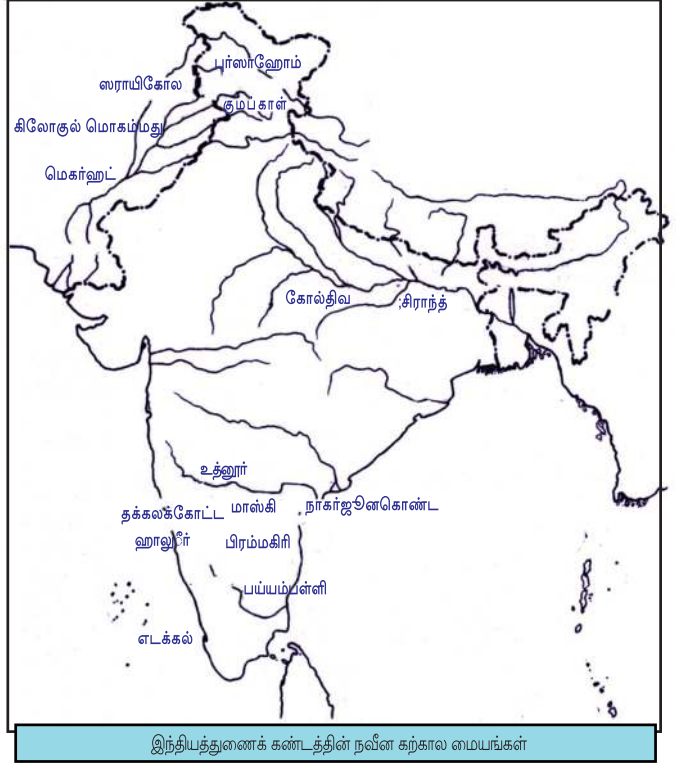 புர்ஸாஹோம்
ஸராயிகோல
கும்பகாள்
கிலோகுல் மொகம்மது
மெகர்ஹட்
கோல்திவ
சிராந்த்
உத்னூர்
தக்கலக்கோட்ட மாஸ்கி நாகர்ஜூனகொண்ட
ஹாலூர் பிரம்மகிரி
பய்யம்பள்ளி
எடக்கல்
இந்தியத்துணைக் கண்டத்தின் நவீன கற்கால மையங்கள்